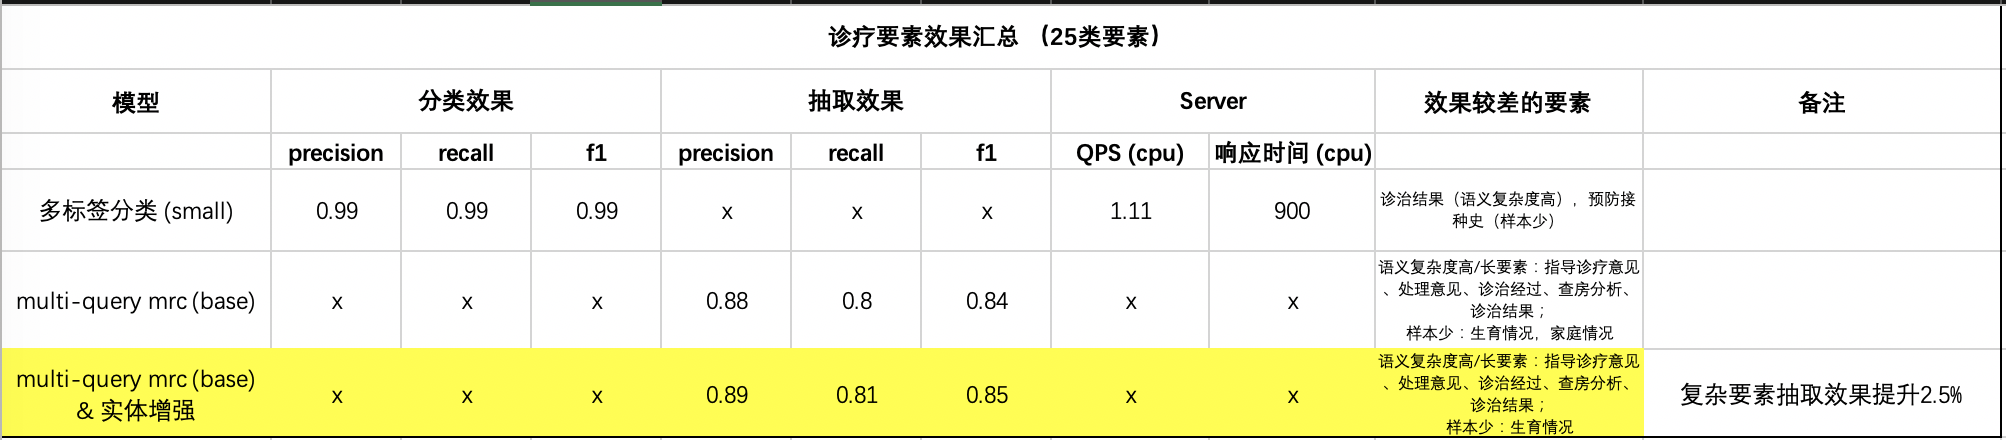 诊疗要素效果汇总 （25类要素）
模型 分类效果 抽取效果 Server 效果较差的要素 备注
precision recall f1 precision recall f1 QPS (cpu) 响应时间 (cpu)
多标签分类 (small) 0.99 0.99 0.99 x x x 1.11 900 诊治结果（语义复杂度高），预防接
种史（样本少）
multi-query mrc (base) x x x 0.88 0.8 0.84 x x 语义复杂度高/长要素：指导诊疗意见
、处理意见、诊治经过、查房分析、
诊治结果；
样本少：生育情况，家庭情况
multi-query mrc (base)
& 实体增强 x x x 0.89 0.81 0.85 x x 语义复杂度高/长要素：指导诊疗意见
、处理意见、诊治经过、查房分析、
诊治结果；
样本少：生育情况
复杂要素抽取效果提升2.5%